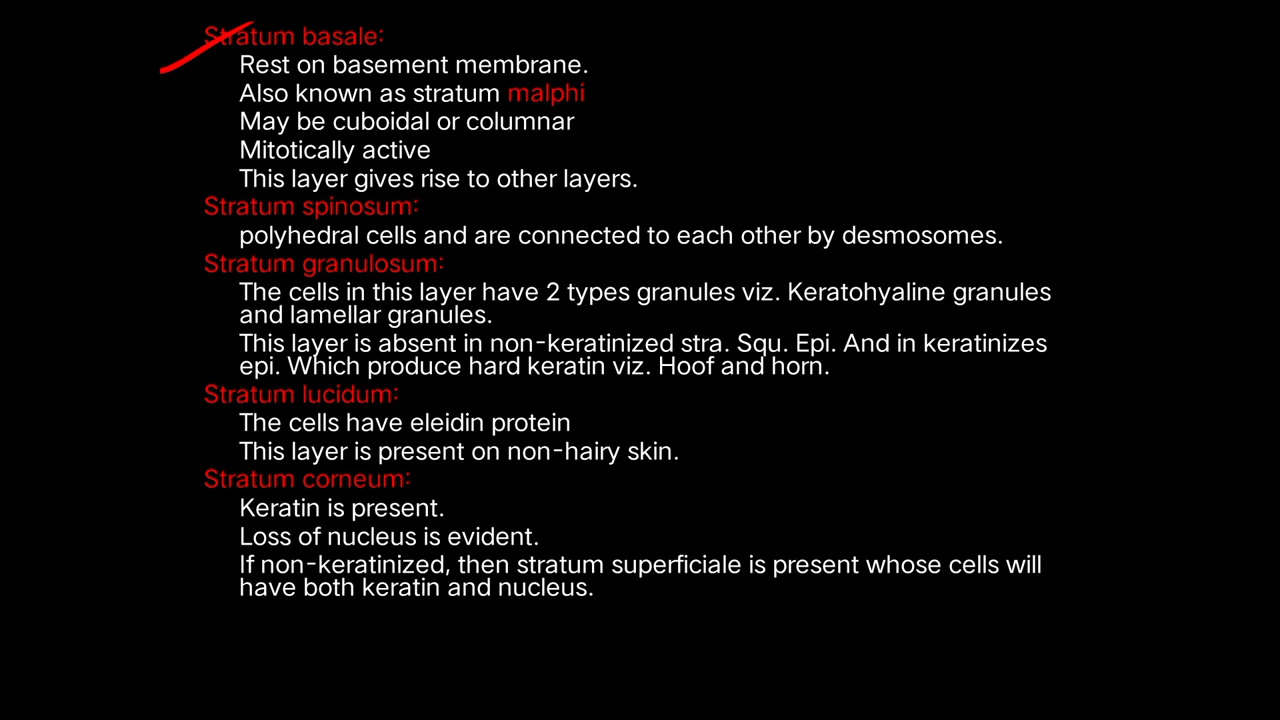 Stratum basale:
Rest on basement membrane.
Also known as stratum malphi
May be cuboidal or columnar
Mitotically active
This layer gives rise to other layers.
Stratum spinosum:
polyhedral cells and are connected to each other by desmosomes.
Stratum granulosum:
The cells in this layer have 2 types granules viz. Keratohyaline granules
and lamellar granules.
This layer is absent in non-keratinized stra. Squ. Epi. And in keratinizes
epi. Which produce hard keratin viz. Hoof and horn.
Stratum lucidum:
The cells have eleidin protein
This layer is present on non-hairy skin.
Stratum corneum:
Keratin is present.
Loss of nucleus is evident.
If non-keratinized, then stratum superficiale is present whose cells will
have both keratin and nucleus.